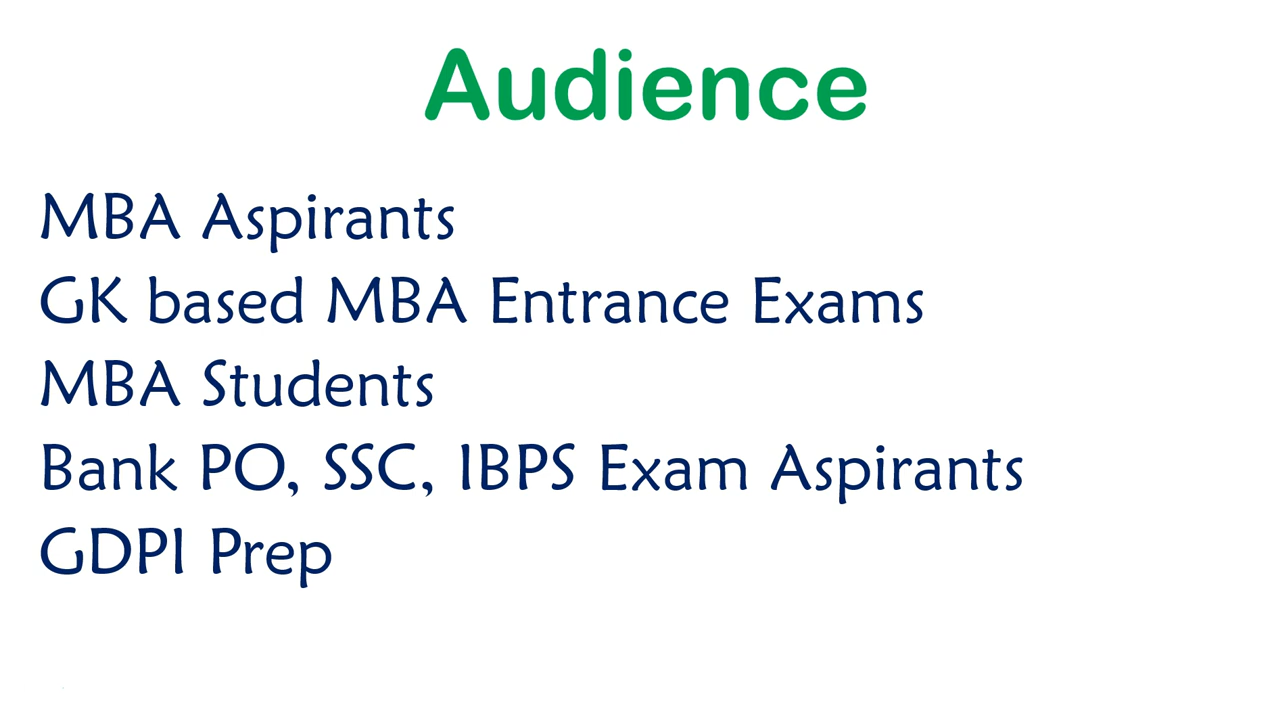 Audience
MBA Aspirants
GK based MBA Entrance Exams
MBA Students
Bank PO, SSC, IBPS Exam Aspirants
GDPI Prep